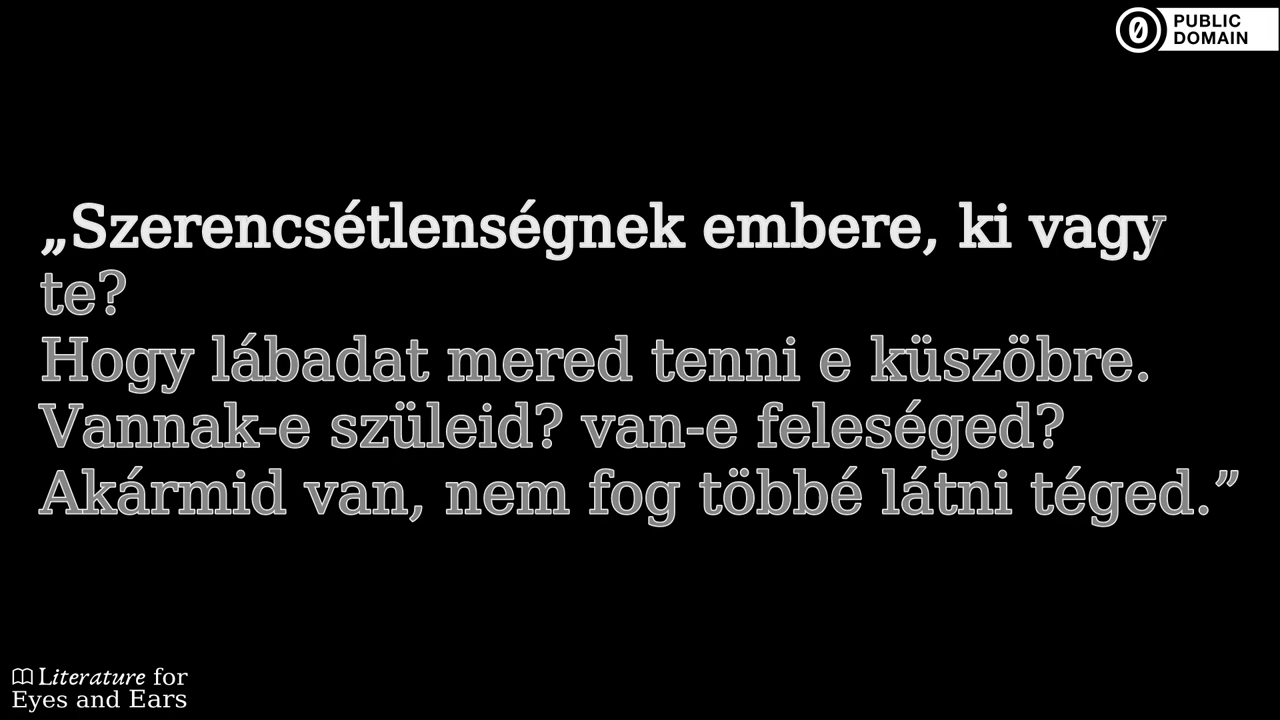 PUBLIC
DOMAIN
„Szerencsétlenségnek embere, ki vagy
te?
Hogy lábadat mered tenni e küszöbre.
Vannak-e szüleid? van-e feleséged?
Akármid van, nem fog többé látni téged.”
Literature for
Eyes and Ears